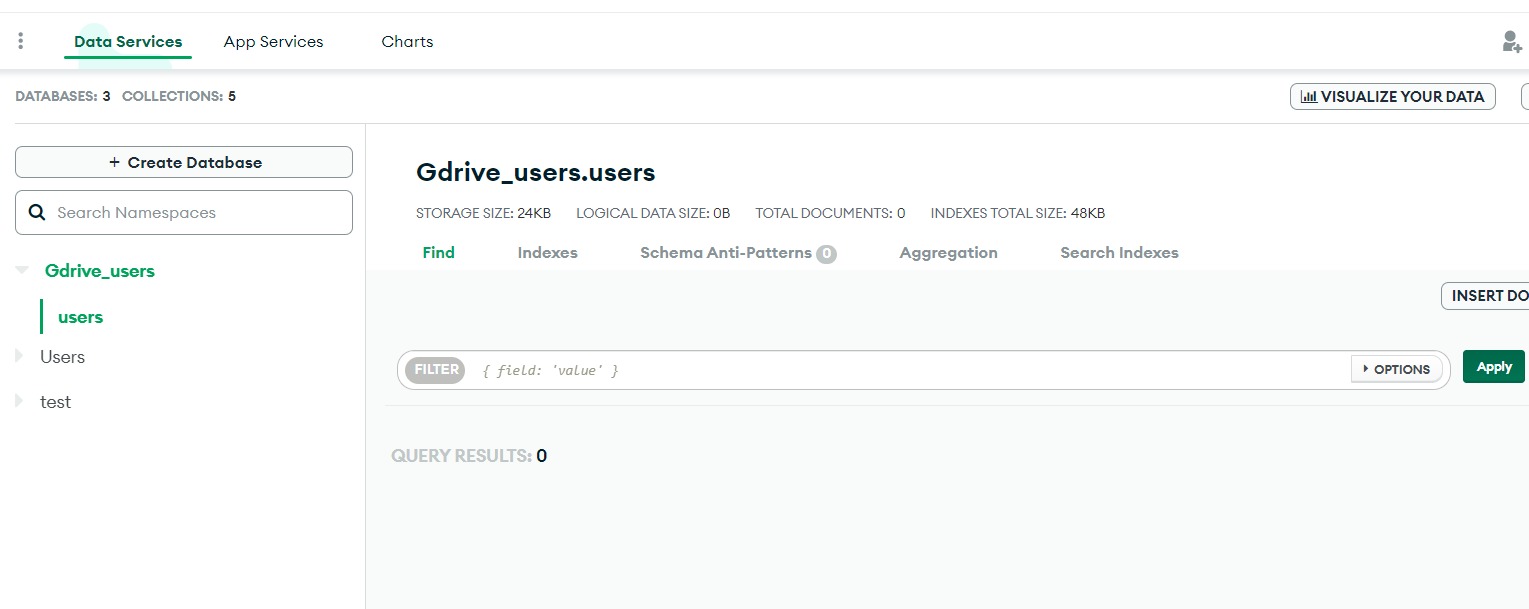 Data Services App Services Charts
DATABASES: 3 COLLECTIONS: 5
VISUALIZE YOUR DATA
+ Create Database
Search Namespaces
Gdrive_users
users
Users
test
Gdrive_users.users
STORAGE SIZE: 24KB LOGICAL DATA SIZE: 0B TOTAL DOCUMENTS: 0 INDEXES TOTAL SIZE: 48KB
Find Indexes Schema Anti-Patterns 0 Aggregation Search Indexes
INSERT DO
FILTER { field: 'value' } OPTIONS Apply
QUERY RESULTS: 0